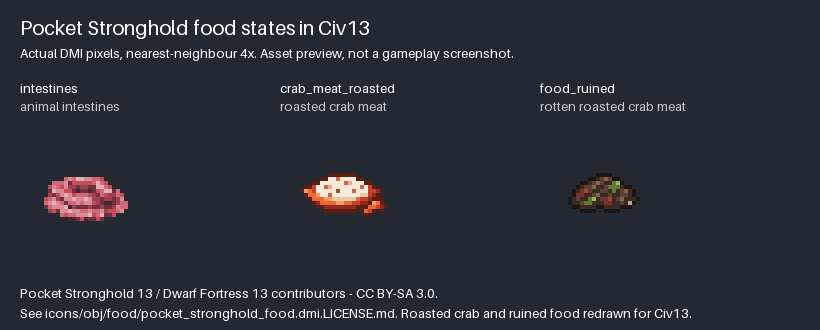 Pocket Stronghold food states in Civ13
Actual DMI pixels, nearest-neighbour 4x. Asset preview, not a gameplay screenshot.
intestines
animal intestines
crab_meat_roasted
roasted crab meat
food_ruined
rotten roasted crab meat
Pocket Stronghold 13 / Dwarf Fortress 13 contributors - CC BY-SA 3.0.
See icons/obj/food/pocket_stronghold_food.dmi.LICENSE.md. Roasted crab and ruined food redrawn for Civ13.